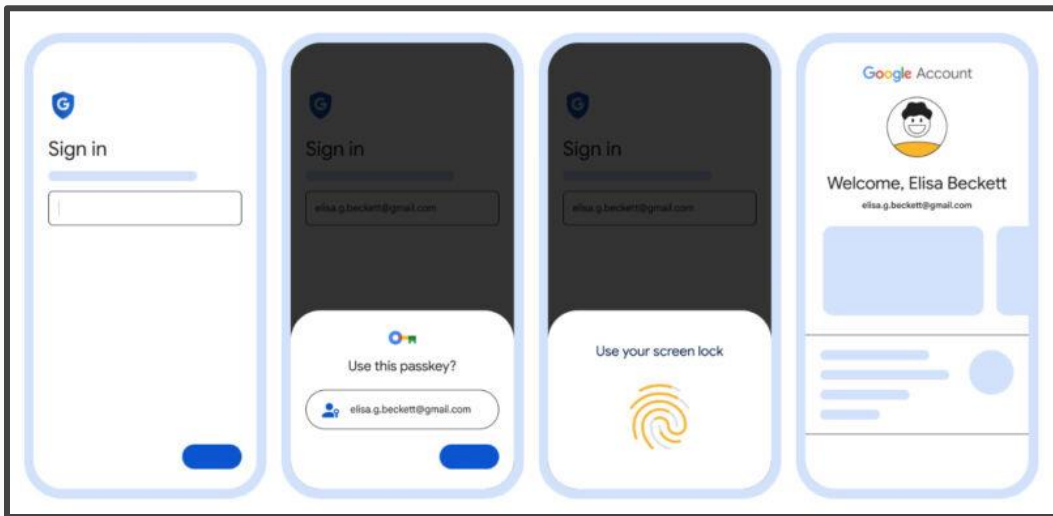 G
Sign in
G
Sign in
elisa.g.beckett@gmail.com
Use this passkey?
elisa.g.beckett@gmail.com
G
Sign in
elisa.g.beckett@gmail.com
Use your screen lock
Google Account
Welcome, Elisa Beckett
elisa.g.beckett@gmail.com